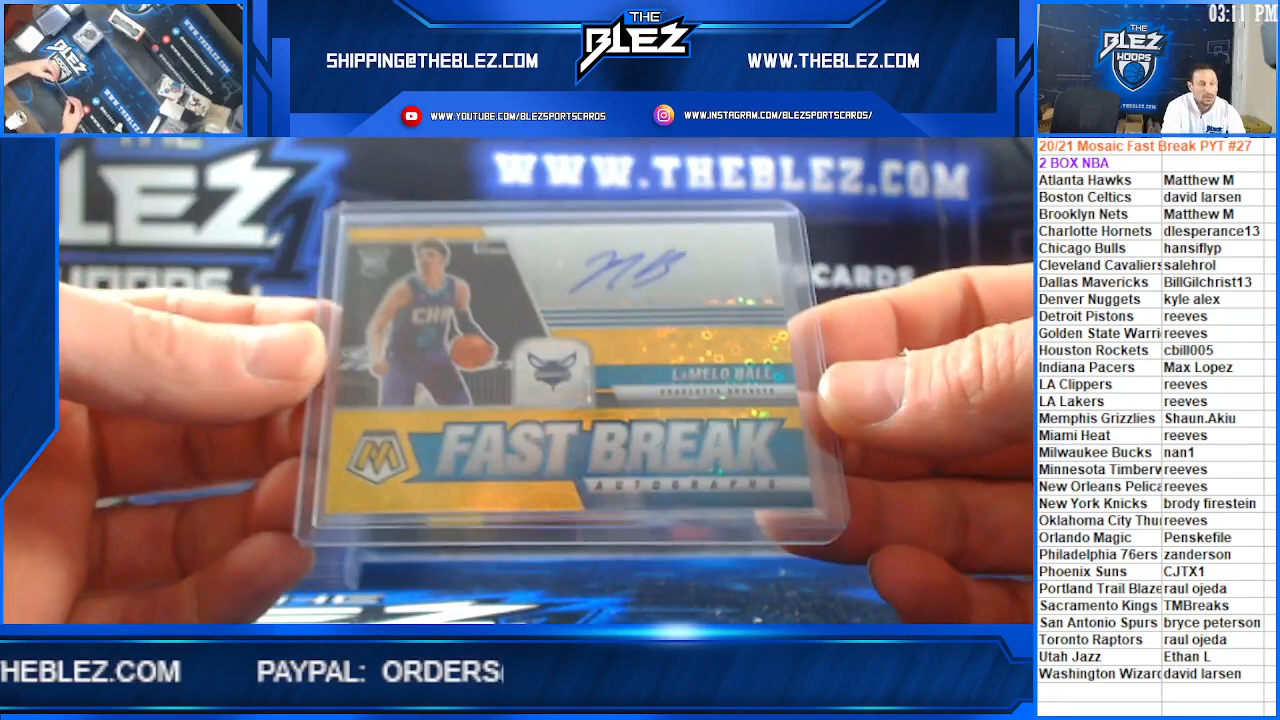 THE
BLEZ
SHIPPING@THEBLEZ.COM
WWW.THEBLEZ.COM
WWW.YOUTUBE.COM/BLEZSPORTSCARDS
WWW.INSTAGRAM.COM/BLEZSPORTSCARDS/
03:11 PM
THE
BLEZ
HOOPS
WWW.THEBLEZ.COM
LaMELO BALL
CHARLOTTE HORNETS
M
FAST BREAK
AUTOGRAPHS
THEBLEZ.COM PAYPAL: ORDERS
20/21 Mosaic Fast Break PYT #27
2 BOX NBA
Atlanta Hawks Matthew M
Boston Celtics david larsen
Brooklyn Nets Matthew M
Charlotte Hornets dlesperance13
Chicago Bulls hansiflyp
Cleveland Cavaliers salehrol
Dallas Mavericks BillGilchrist13
Denver Nuggets kyle alex
Detroit Pistons reeves
Golden State Warri reeves
Houston Rockets cbill005
Indiana Pacers Max Lopez
LA Clippers reeves
LA Lakers reeves
Memphis Grizzlies Shaun.Akiu
Miami Heat reeves
Milwaukee Bucks nan1
Minnesota Timberw reeves
New Orleans Pelica reeves
New York Knicks brody firestein
Oklahoma City Thu reeves
Orlando Magic Penskefile
Philadelphia 76ers zanderson
Phoenix Suns CJTX1
Portland Trail Blaze raul ojeda
Sacramento Kings TMBreaks
San Antonio Spurs bryce peterson
Toronto Raptors raul ojeda
Utah Jazz Ethan L
Washington Wizard david larsen